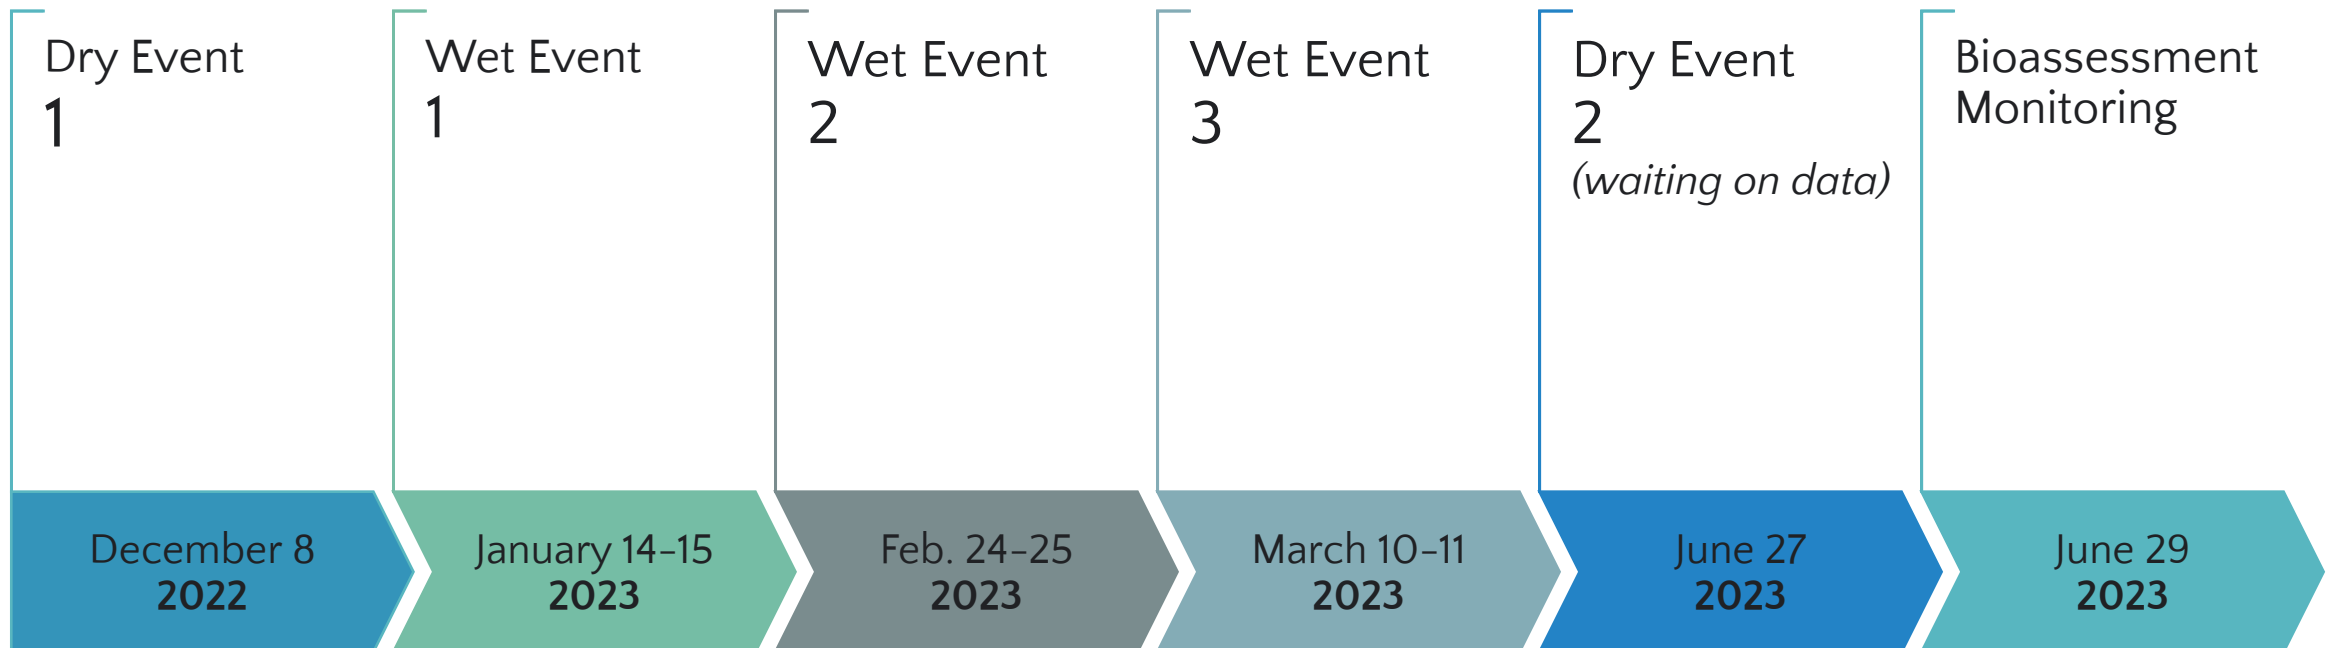 Dry Event
1
Wet Event
1
Wet Event
2
Wet Event
3
Dry Event
2
(waiting on data)
Bioassessment
Monitoring
December 8
2022
January 14-15
2023
Feb. 24-25
2023
March 10-11
2023
June 27
2023
June 29
2023